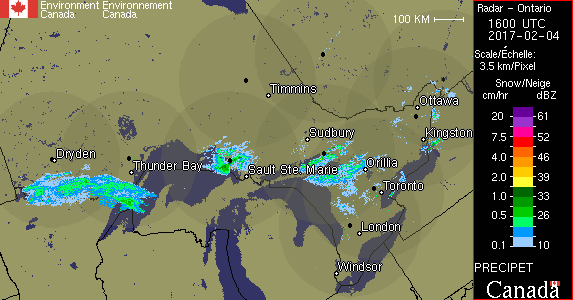 Environment Environnement
Canada Canada
100 KM
Timmins
Ottawa
Sudbury
Kingston
Dryden
Thunder Bay
Sault Ste. Marie
Orillia
Toronto
London
Windsor
Radar - Ontario
1600 UTC
2017-02-04
Scale/Échelle:
3.5 km/Pixel
Snow/Neige
cm/hr dBZ
20 61
7.5 57
5.5 52
4.0 46
2.0 39
1.0 33
0.5 26
0.1 10
PRECIPET
Canada